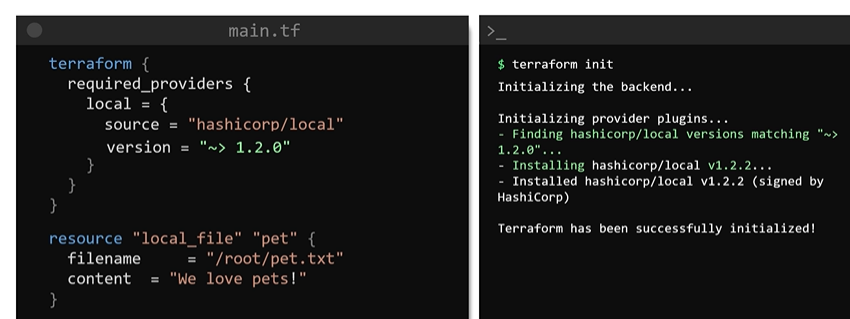 main.tf
terraform {
required_providers {
local = {
source = "hashicorp/local"
version = "~> 1.2.0"
}
}
}
resource "local_file" "pet" {
filename = "/root/pet.txt"
content = "We love pets!"
}
>_
$ terraform init
Initializing the backend...
Initializing provider plugins...
- Finding hashicorp/local versions matching "~>
1.2.0"...
- Installing hashicorp/local v1.2.2...
- Installed hashicorp/local v1.2.2 (signed by
HashiCorp)
Terraform has been successfully initialized!